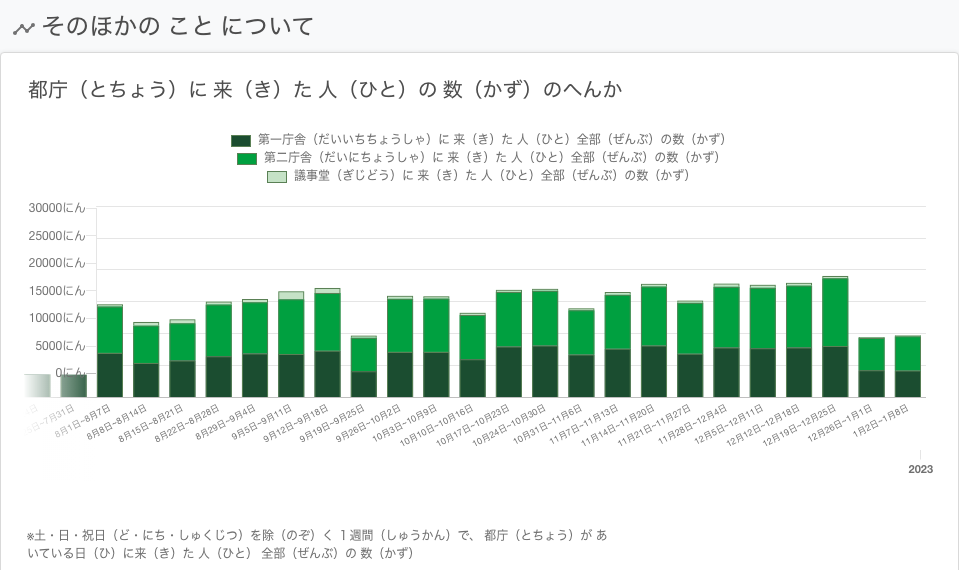 そのほかの こと について
都庁（とちょう）に 来（き）た 人（ひと）の 数（かず）のへんか
第一庁舎（だいいちちょうしゃ）に 来（き）た 人（ひと）全部（ぜんぶ）の数（かず）
第二庁舎（だいにちょうしゃ）に 来（き）た 人（ひと）全部（ぜんぶ）の数（かず）
議事堂（ぎじどう）に 来（き）た 人（ひと）全部（ぜんぶ）の数（かず）
30000にん
25000にん
20000にん
15000にん
10000にん
5000にん
0にん
~7月31日
8月1日~8月7日
8月8日~8月14日
8月15日~8月21日
8月22日~8月28日
8月29日~9月4日
9月5日~9月11日
9月12日~9月18日
9月19日~9月25日
9月26日~10月2日
10月3日~10月9日
10月10日~10月16日
10月17日~10月23日
10月24日~10月30日
10月31日~11月6日
11月7日~11月13日
11月14日~11月20日
11月21日~11月27日
11月28日~12月4日
12月5日~12月11日
12月12日~12月18日
12月19日~12月25日
12月26日~1月1日
1月2日~1月8日
2023
※土・日・祝日（ど・にち・しゅくじつ）を除（のぞ）く １週間（しゅうかん）で、 都庁（とちょう）が あ
いている日（ひ）に来（き）た 人（ひと） 全部（ぜんぶ）の 数（かず）